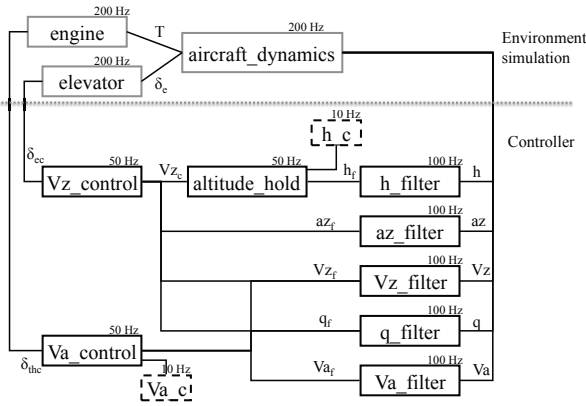 200 Hz
engine
T
200 Hz
aircraft_dynamics
Environment
simulation
200 Hz
elevator
δe
10 Hz
h_c
Controller
δec
50 Hz
Vz_control
Vzc
50 Hz
altitude_hold
hf
100 Hz
h_filter
h
azf
100 Hz
az_filter
az
Vzf
100 Hz
Vz_filter
Vz
qf
100 Hz
q_filter
q
50 Hz
Va_control
δthc
10 Hz
Va_c
Vaf
100 Hz
Va_filter
Va